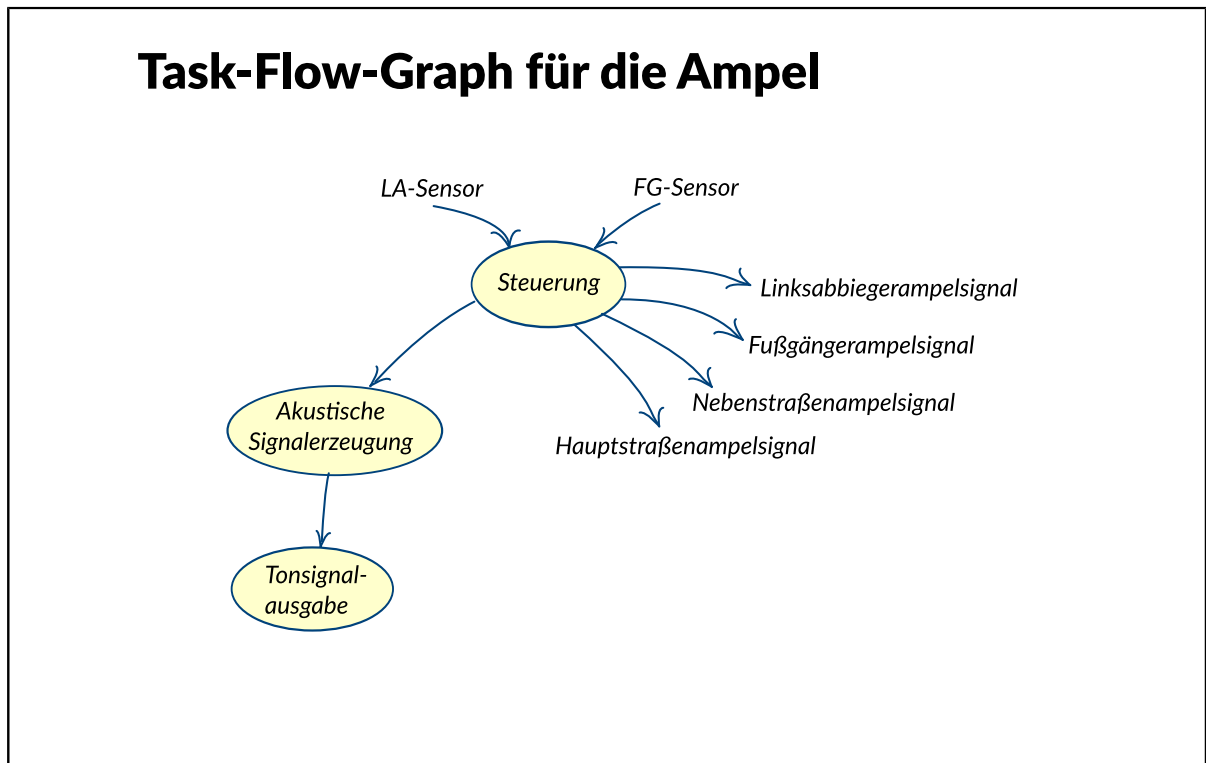 Task-Flow-Graph für die Ampel
LA-Sensor
FG-Sensor
Steuerung
Linksabbiegerampelsignal
Fußgängerampelsignal
Nebenstraßenampelsignal
Hauptstraßenampelsignal
Akustische
Signalerzeugung
Tonsignal-
ausgabe